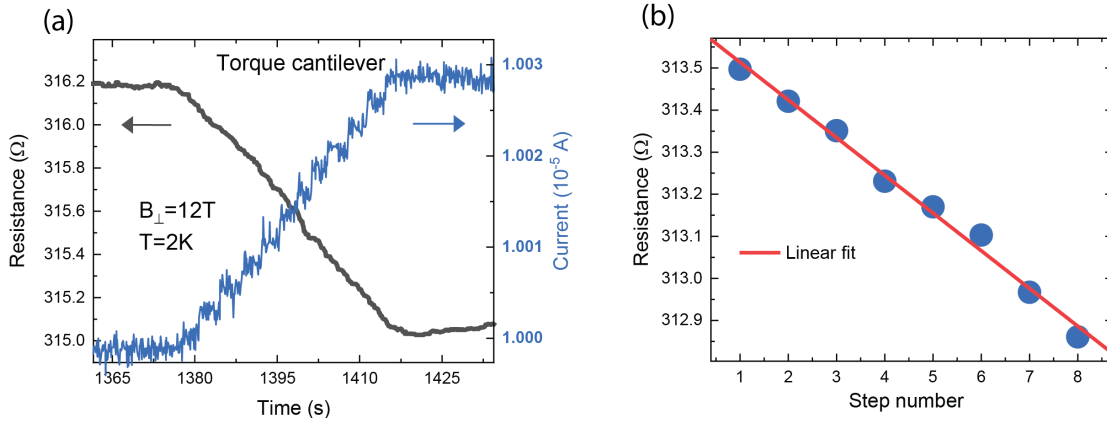 (a)
Torque cantilever
B⊥=12T
T=2K
Resistance (Ω)
316.2
316.0
315.8
315.6
315.4
315.2
315.0
1365
1380
1395
1410
1425
Time (s)
1.003
1.002
1.001
1.000
Current (10⁻⁵ A)
(b)
Resistance (Ω)
313.5
313.4
313.3
313.2
313.1
313.0
312.9
Linear fit
1
2
3
4
5
6
7
8
Step number